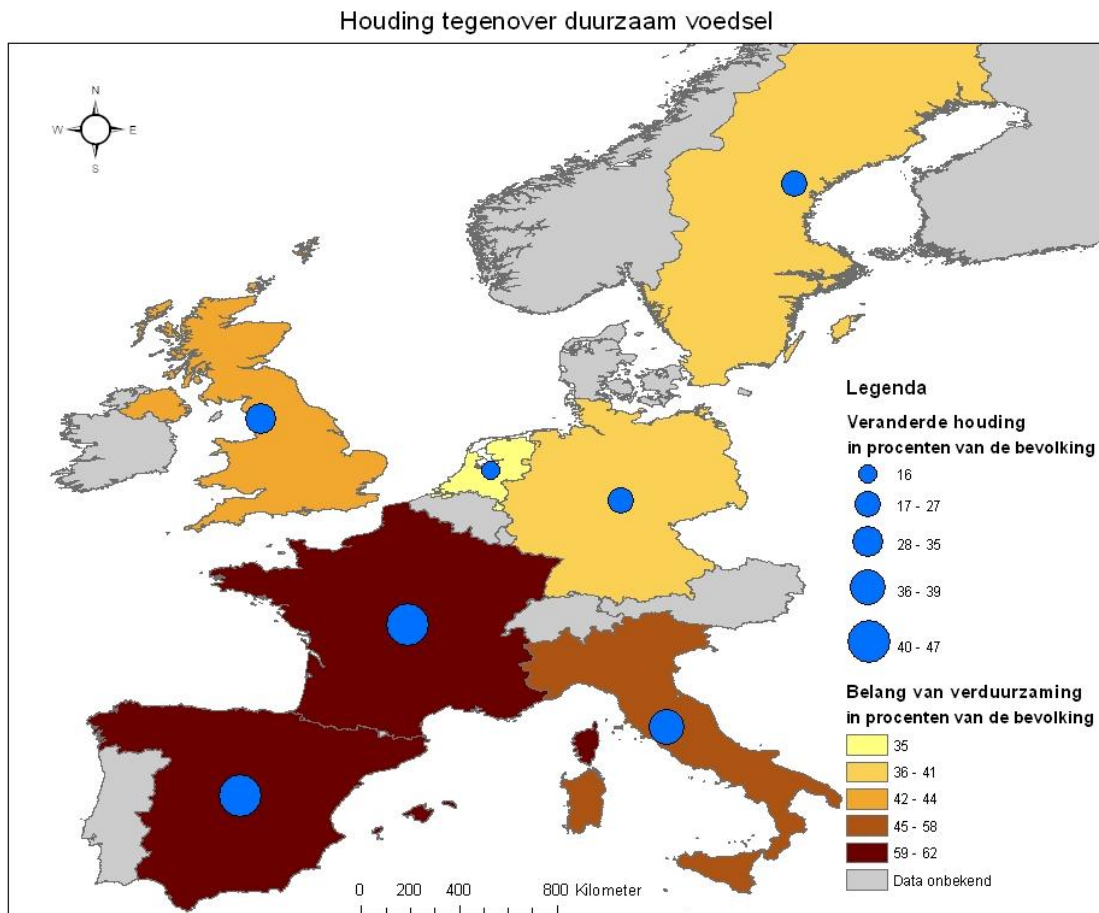 Houding tegenover duurzaam voedsel
N
W E
S
Legenda
Veranderde houding
in procenten van de bevolking
16
17 - 27
28 - 35
36 - 39
40 - 47
Belang van verduurzaming
in procenten van de bevolking
35
36 - 41
42 - 44
45 - 58
59 - 62
Data onbekend
0 200 400 800 Kilometer